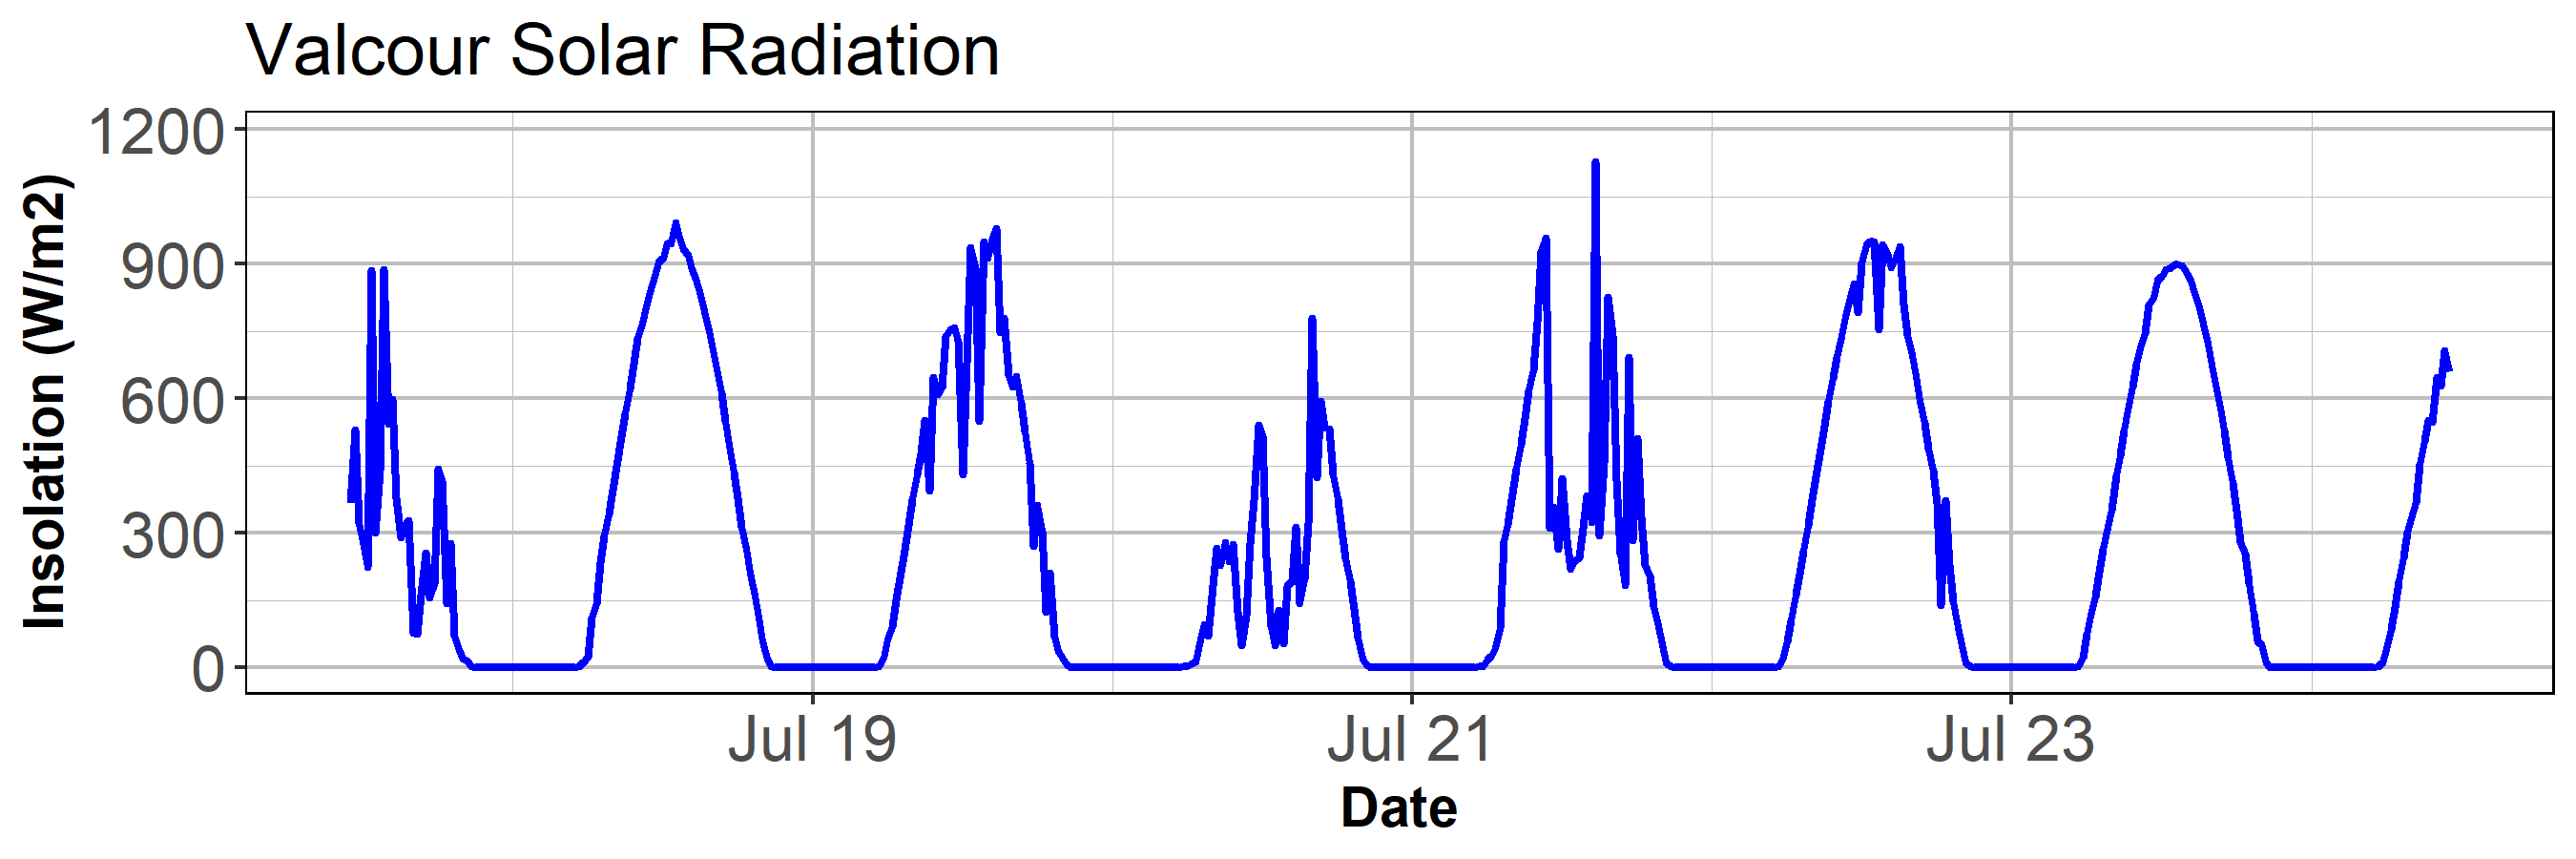 Valcour Solar Radiation
1200
900
600
300
0
Insolation (W/m2)
Jul 19 Jul 21 Jul 23
Date